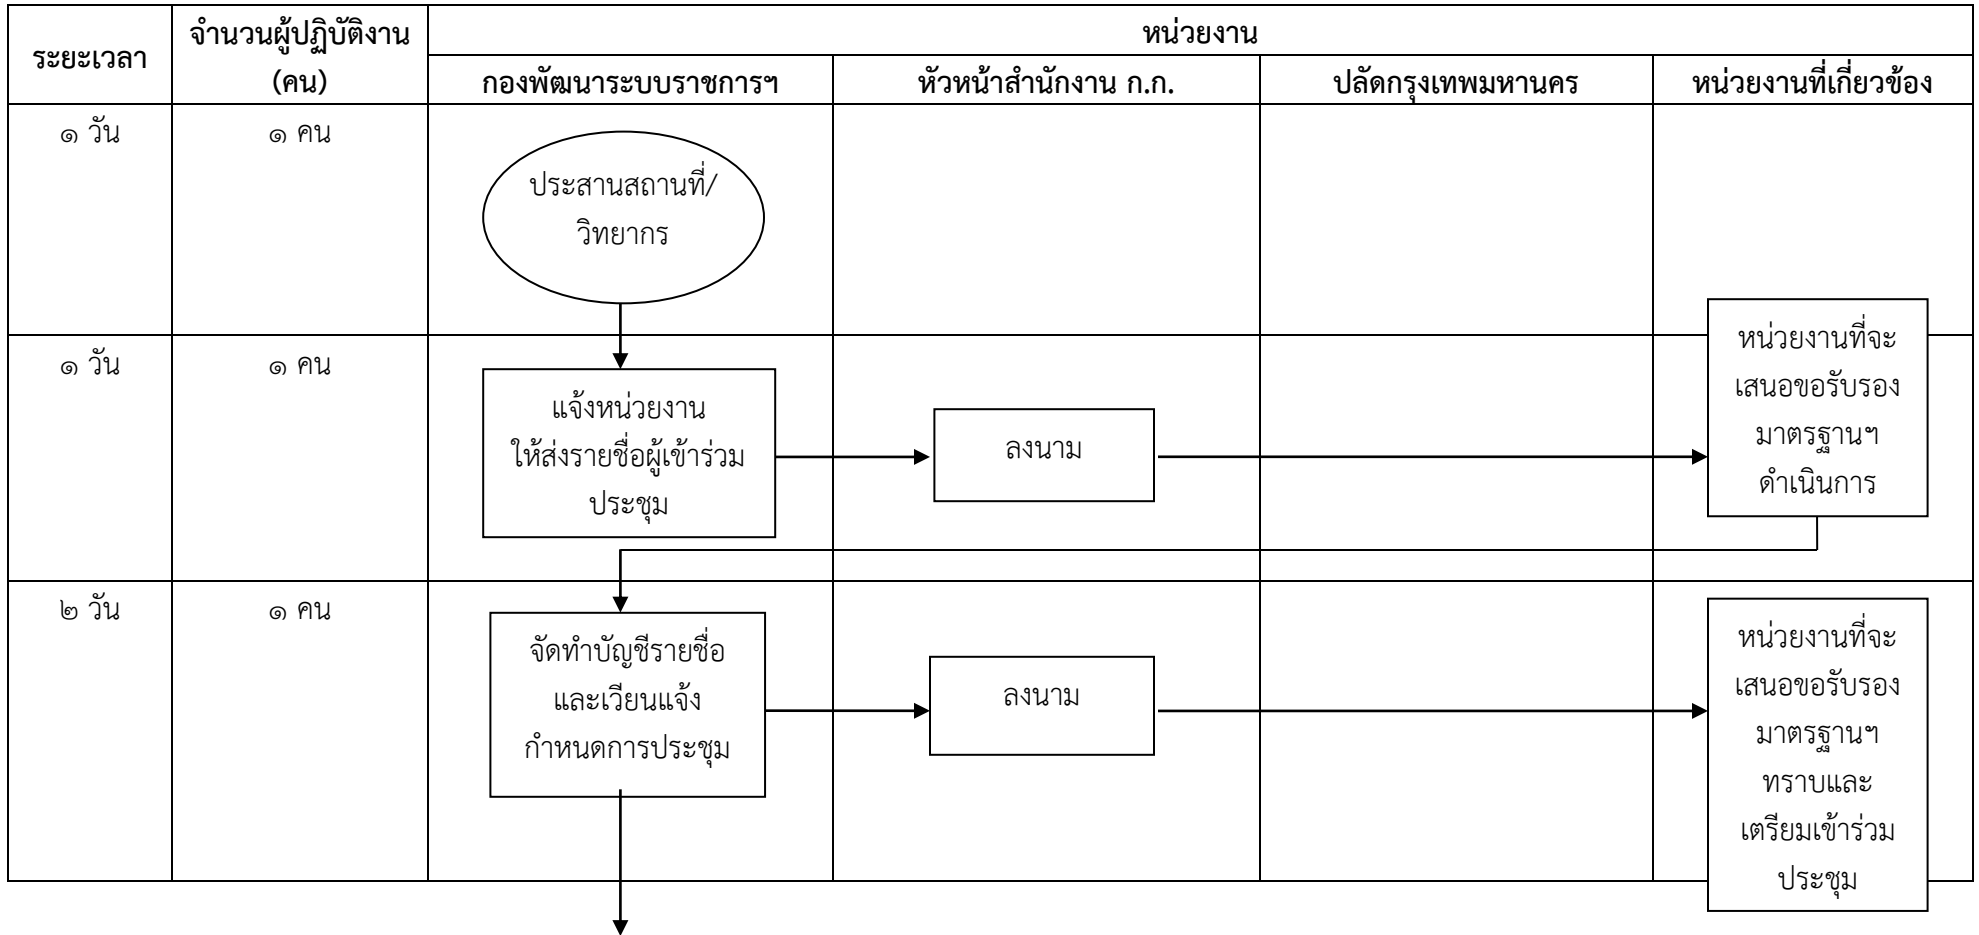 ระยะเวลา
จำนวนผู้ปฏิบัติงาน
(คน)
หน่วยงาน
กองพัฒนาระบบราชการฯ
หัวหน้าสำนักงาน ก.ก.
ปลัดกรุงเทพมหานคร
หน่วยงานที่เกี่ยวข้อง
๑ วัน
๑ คน
ประสานสถานที่/
วิทยากร
๑ วัน
๑ คน
แจ้งหน่วยงาน
ให้ส่งรายชื่อผู้เข้าร่วม
ประชุม
ลงนาม
หน่วยงานที่จะ
เสนอขอรับรอง
มาตรฐานฯ
ดำเนินการ
๒ วัน
๑ คน
จัดทำบัญชีรายชื่อ
และเวียนแจ้ง
กำหนดการประชุม
ลงนาม
หน่วยงานที่จะ
เสนอขอรับรอง
มาตรฐานฯ
ทราบและ
เตรียมเข้าร่วม
ประชุม